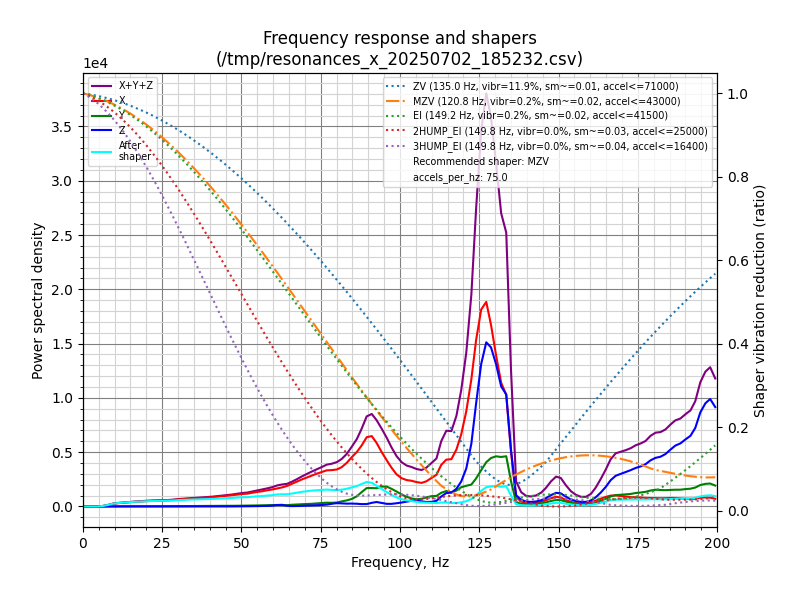 Frequency response and shapers
(/tmp/resonances_x_20250702_185232.csv)
1e4
X+Y+Z
X
Y
Z
After
shaper
ZV (135.0 Hz, vibr=11.9%, sm~=0.01, accel<=71000)
MZV (120.8 Hz, vibr=0.2%, sm~=0.02, accel<=43000)
EI (149.2 Hz, vibr=0.2%, sm~=0.02, accel<=41500)
2HUMP_EI (149.8 Hz, vibr=0.0%, sm~=0.03, accel<=25000)
3HUMP_EI (149.8 Hz, vibr=0.0%, sm~=0.04, accel<=16400)
Recommended shaper: MZV
accels_per_hz: 75.0
Power spectral density
3.5
3.0
2.5
2.0
1.5
1.0
0.5
0.0
Shaper vibration reduction (ratio)
1.0
0.8
0.6
0.4
0.2
0.0
0
25
50
75
100
125
150
175
200
Frequency, Hz